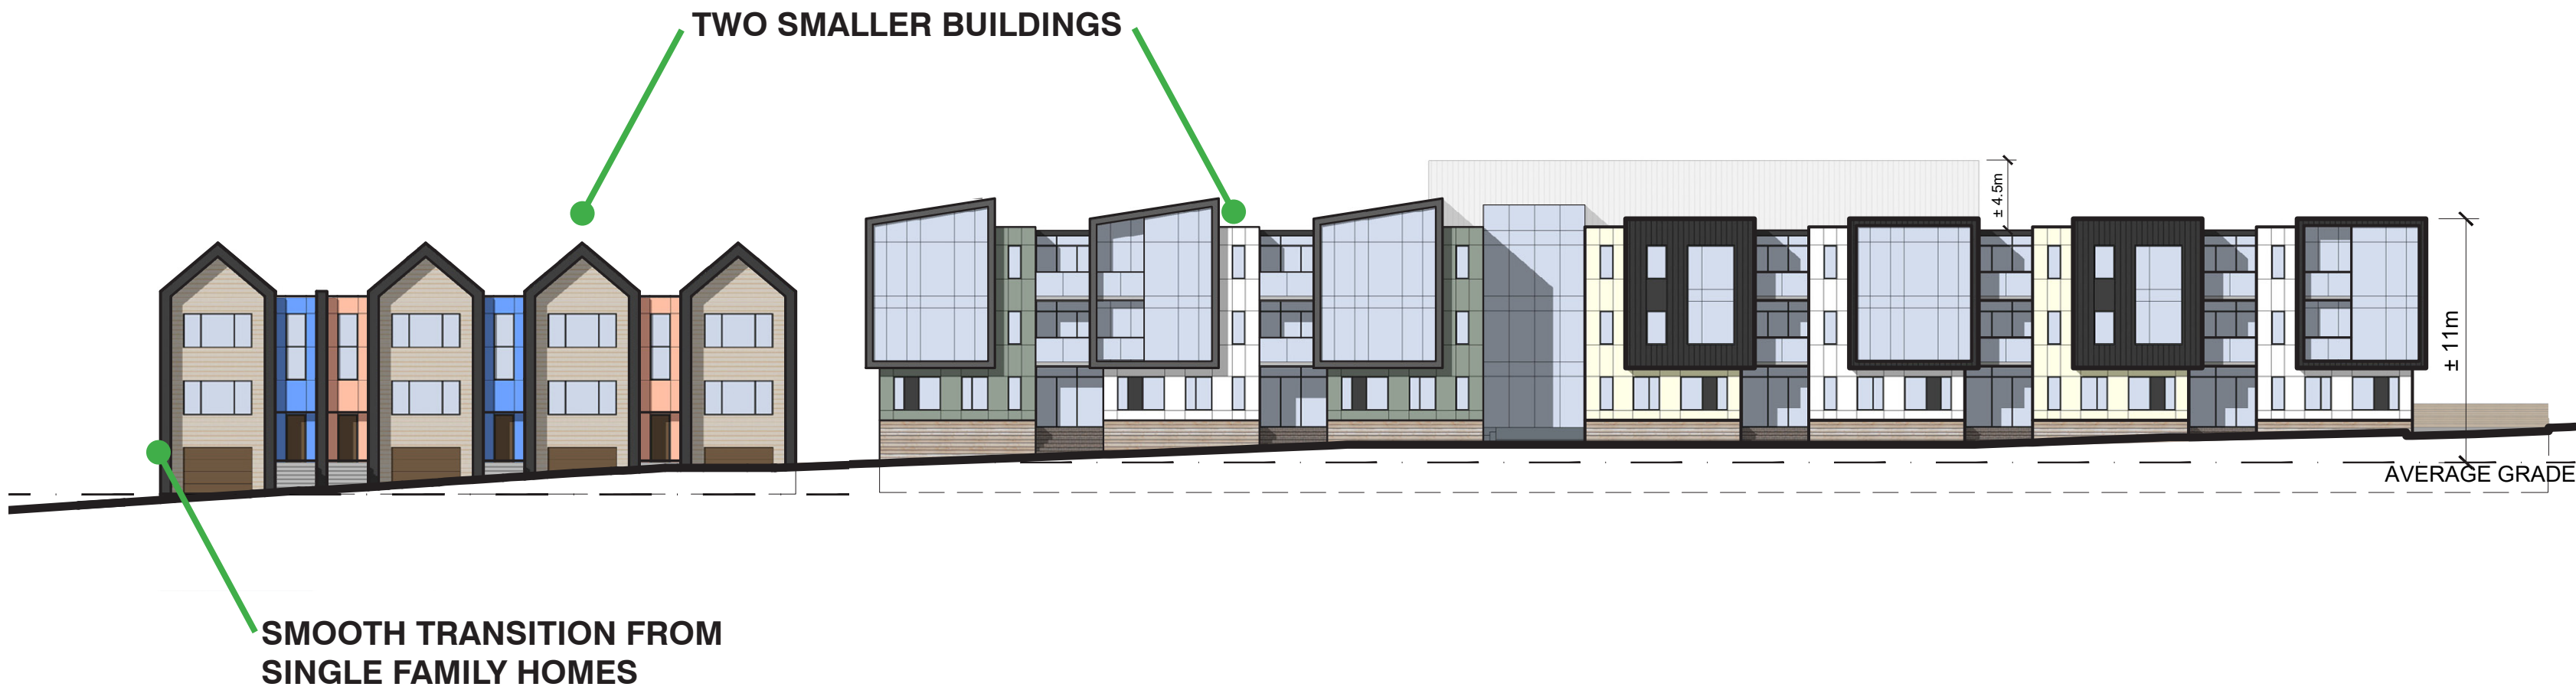 TWO SMALLER BUILDINGS
± 4.5m
± 11m
AVERAGE GRADE
SMOOTH TRANSITION FROM
SINGLE FAMILY HOMES